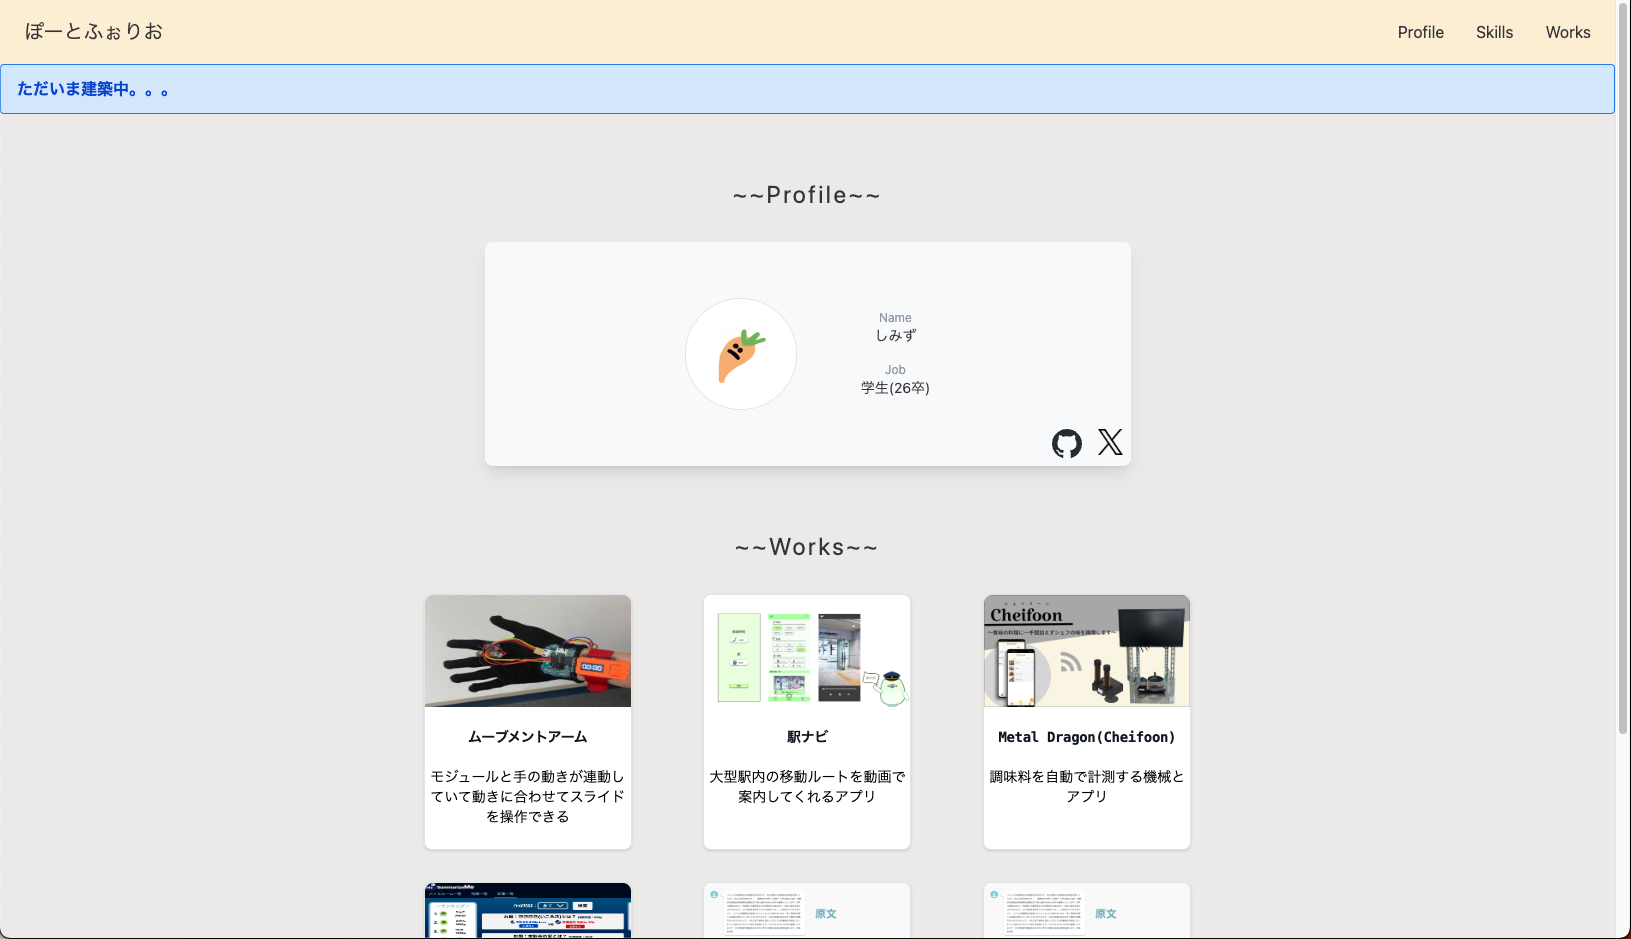 ぽーとふぉりお
Profile Skills Works
ただいま建築中。。。
~~Profile~~
Name
しみず
Job
学生(26卒)
~~Works~~
ムーブメントアーム
モジュールと手の動きが連動し
ていて動きに合わせてスライド
を操作できる
駅ナビ
大型駅内の移動ルートを動画で
案内してくれるアプリ
Cheifoon
Metal Dragon(Cheifoon)
調味料を自動で計測する機械と
アプリ
原文
原文